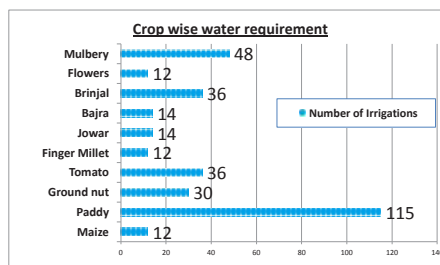 Crop wise water requirement
Mulbery 48
Flowers 12
Brinjal 36
Bajra 14
Jowar 14
Finger Millet 12
Tomato 36
Ground nut 30
Paddy 115
Maize 12
Number of Irrigations
0 20 40 60 80 100 120 140